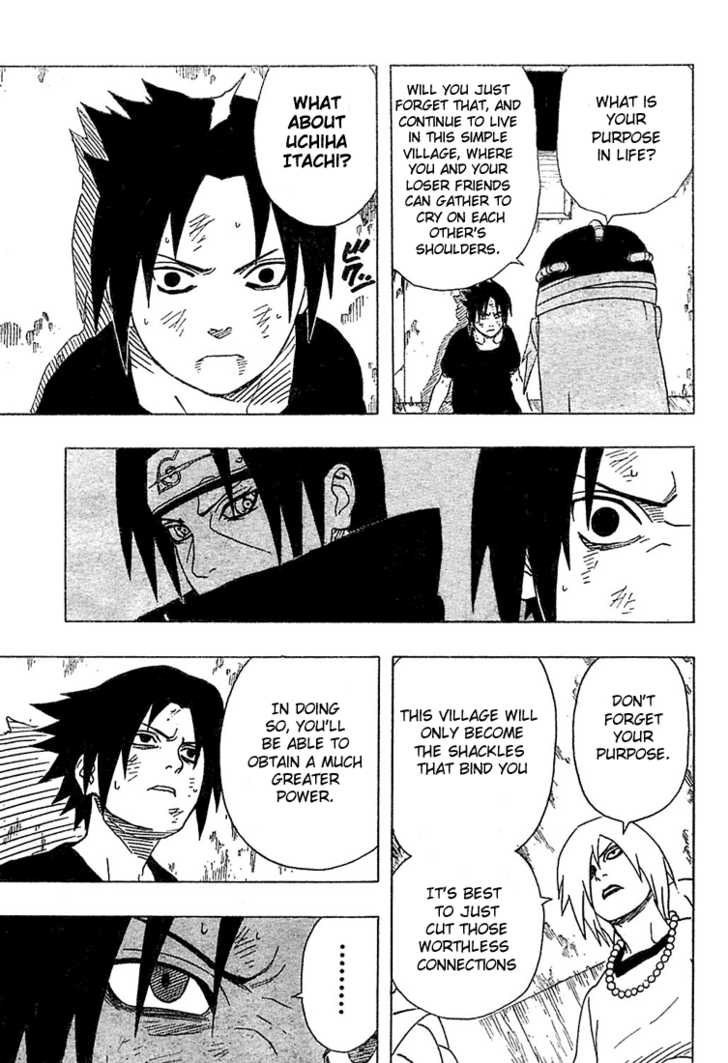 WHAT IS
YOUR
PURPOSE
IN LIFE?
WILL YOU JUST
FORGET THAT, AND
CONTINUE TO LIVE
IN THIS SIMPLE
VILLAGE, WHERE
YOU AND YOUR
LOSER FRIENDS
CAN GATHER TO
CRY ON EACH
OTHER'S
SHOULDERS.
WHAT
ABOUT
UCHIHA
ITACHI?
ピク…
DON'T
FORGET
YOUR
PURPOSE.
THIS VILLAGE WILL
ONLY BECOME
THE SHACKLES
THAT BIND YOU
IT'S BEST
TO JUST
CUT THOSE
WORTHLESS
CONNECTIONS
IN DOING
SO, YOU'LL
BE ABLE TO
OBTAIN A MUCH
GREATER
POWER.
……